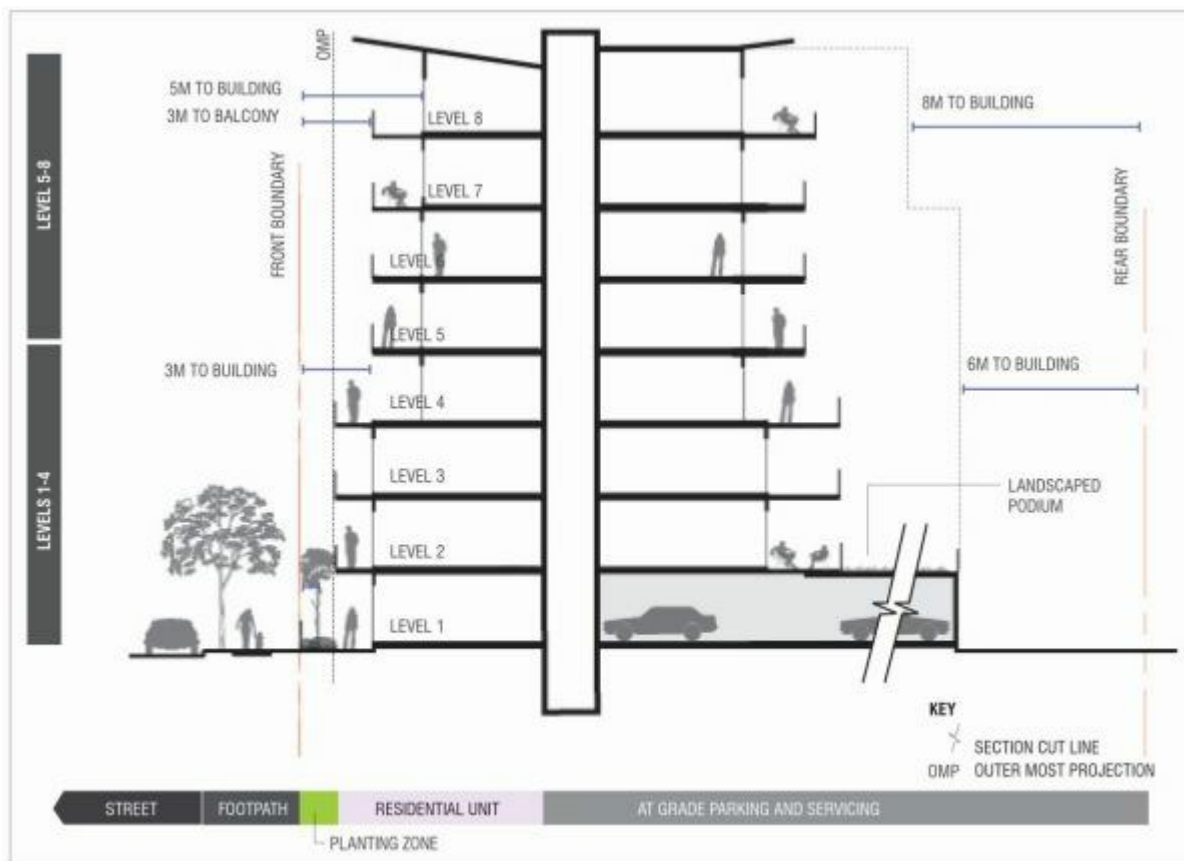 OMP
5M TO BUILDING
3M TO BALCONY
LEVEL 8
8M TO BUILDING
LEVEL 5-8
FRONT BOUNDARY
LEVEL 7
REAR BOUNDARY
LEVEL 6
LEVEL 5
3M TO BUILDING
6M TO BUILDING
LEVEL 4
LEVELS 1-4
LEVEL 3
LANDSCAPED
PODIUM
LEVEL 2
LEVEL 1
KEY
SECTION CUT LINE
OMP OUTER MOST PROJECTION
STREET
FOOTPATH
RESIDENTIAL UNIT
AT GRADE PARKING AND SERVICING
PLANTING ZONE